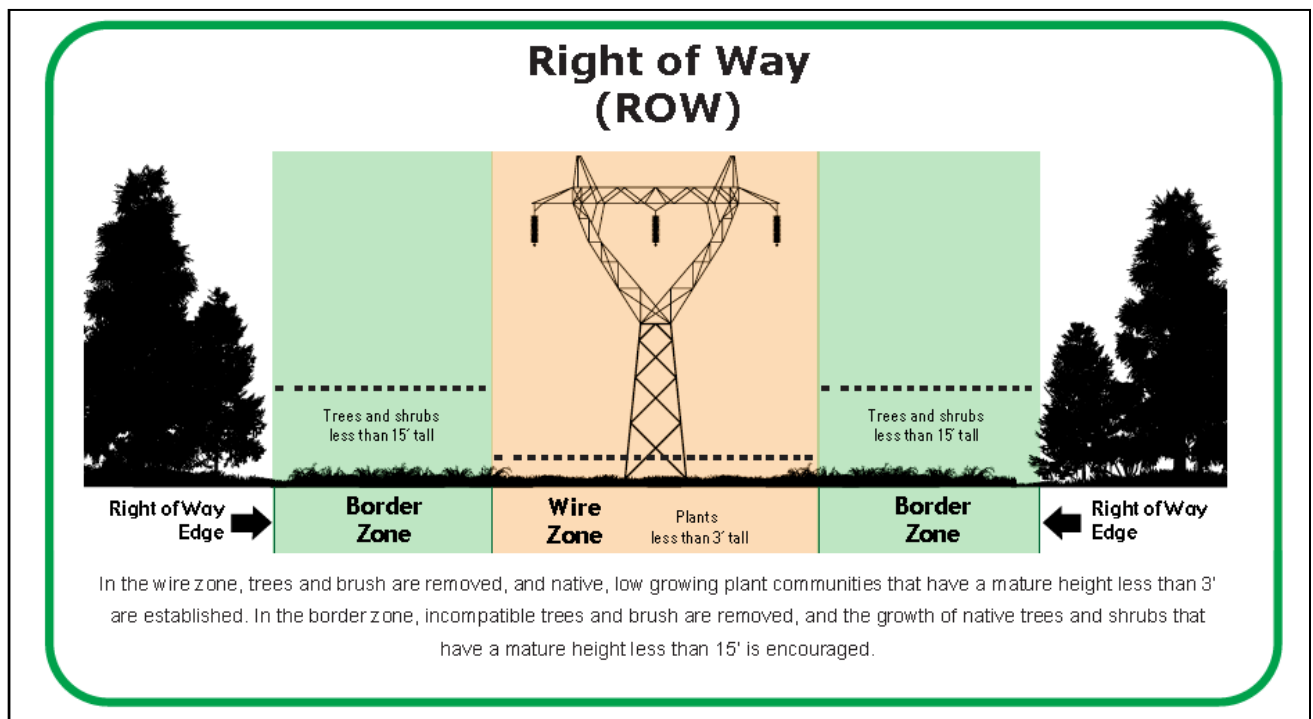 Right of Way
(ROW)
Trees and shrubs
less than 15′ tall
Trees and shrubs
less than 15′ tall
Right of Way
Edge
Border
Zone
Wire
Zone
Plants
less than 3′ tall
Border
Zone
Right of Way
Edge
In the wire zone, trees and brush are removed, and native, low growing plant communities that have a mature height less than 3'
are established. In the border zone, incompatible trees and brush are removed, and the growth of native trees and shrubs that
have a mature height less than 15' is encouraged.